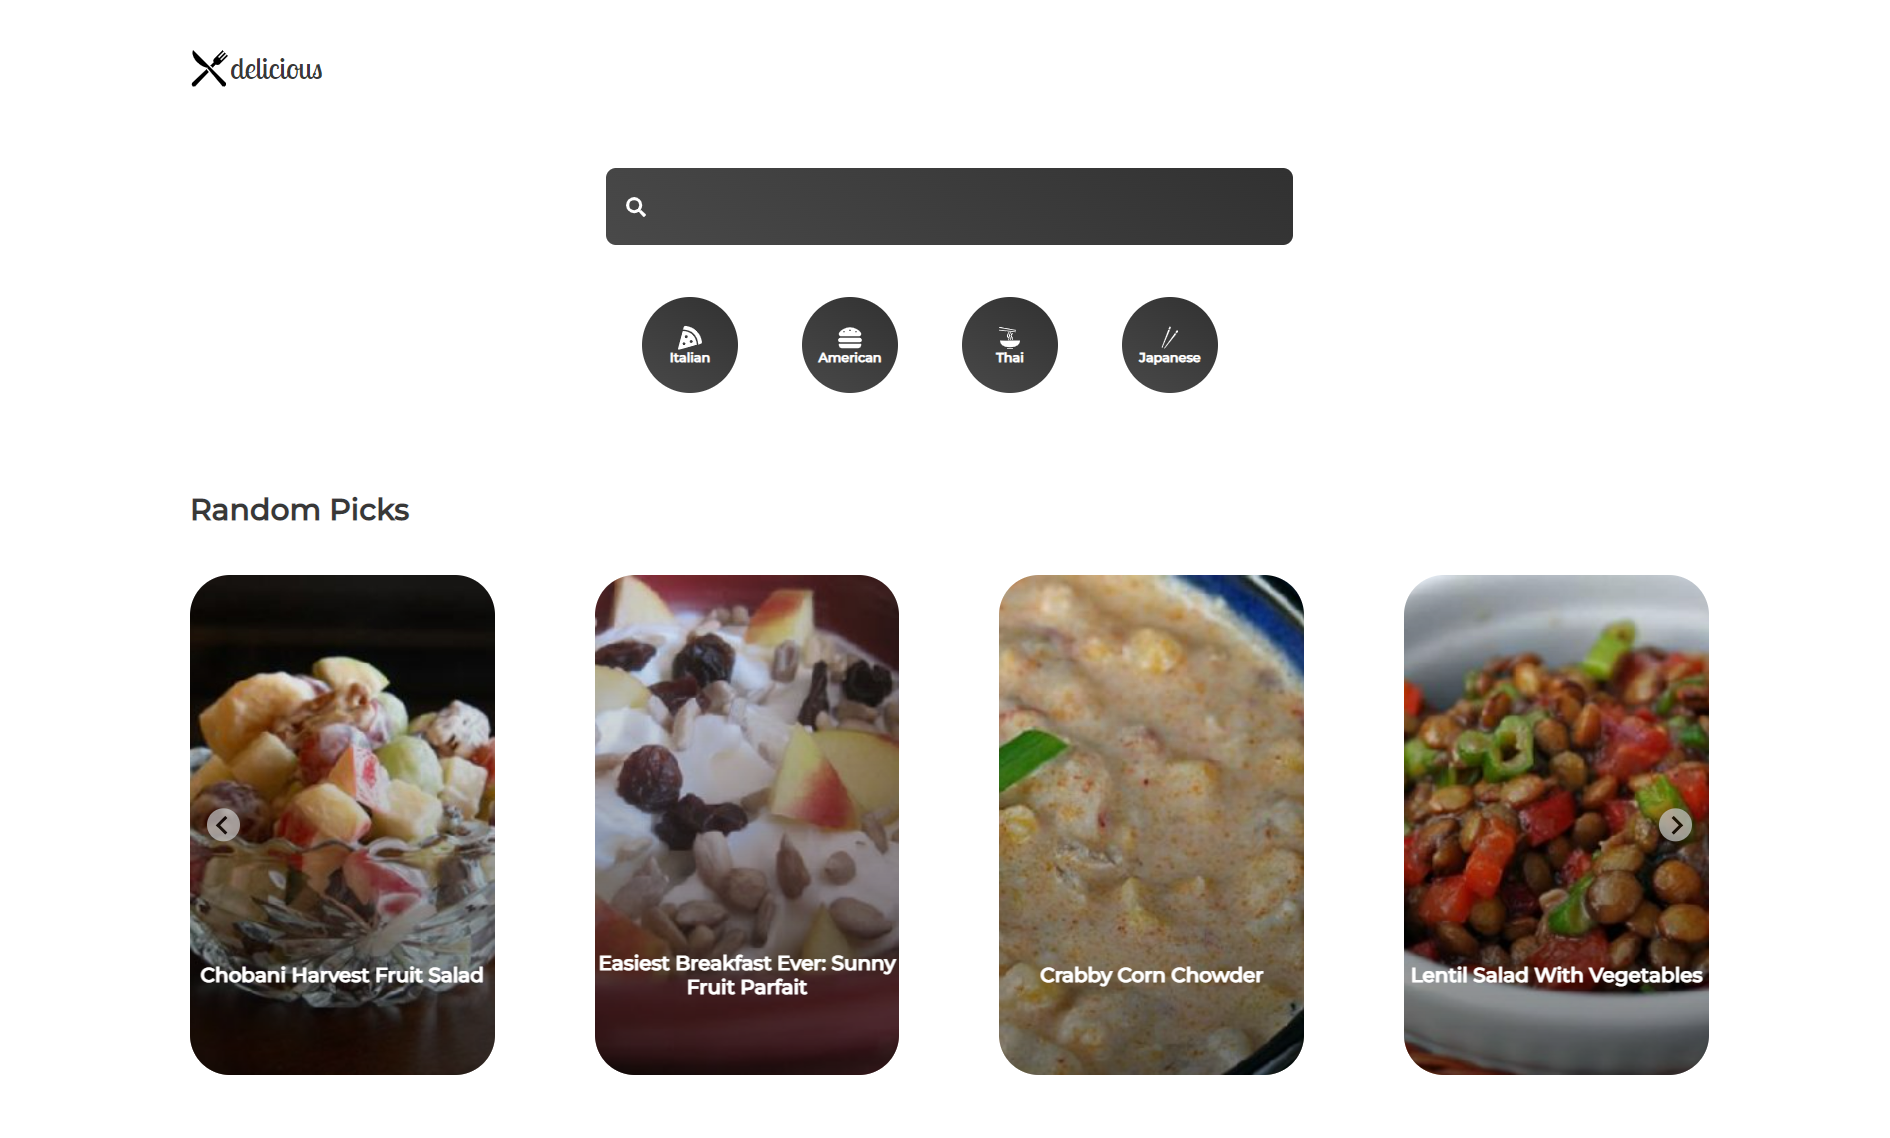 delicious
Italian
American
Thai
Japanese
Random Picks
Chobani Harvest Fruit Salad
Easiest Breakfast Ever: Sunny
Fruit Parfait
Crabby Corn Chowder
Lentil Salad With Vegetables